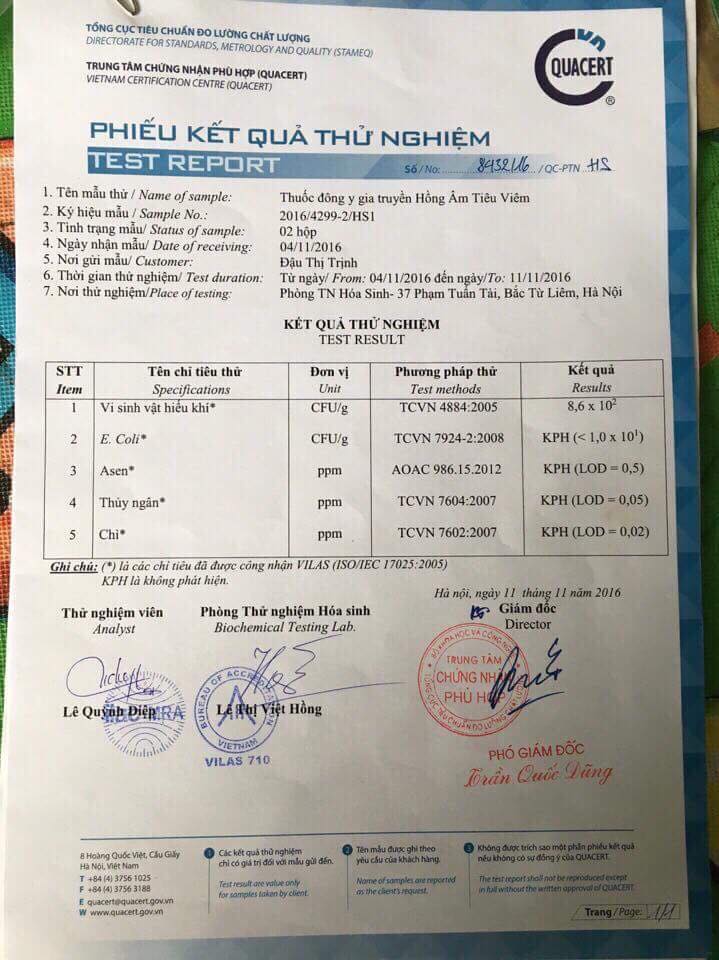 TỔNG CỤC TIÊU CHUẨN ĐO LƯỜNG CHẤT LƯỢNG
DIRECTORATE FOR STANDARDS, METROLOGY AND QUALITY (STAMEQ)
TRUNG TÂM CHỨNG NHẬN PHÙ HỢP (QUACERT)
VIETNAM CERTIFICATION CENTRE (QUACERT)
QUACERT
®
PHIẾU KẾT QUẢ THỬ NGHIỆM
TEST REPORT
Số / No: 8432/16 / QC-PTN HS
1. Tên mẫu thử / Name of sample: Thuốc đông y gia truyền Hồng Âm Tiêu Viêm
2. Ký hiệu mẫu / Sample No.: 2016/4299-2/HS1
3. Tình trạng mẫu/ Status of sample: 02 hộp
4. Ngày nhận mẫu/ Date of receiving: 04/11/2016
5. Nơi gửi mẫu/ Customer: Đậu Thị Trịnh
6. Thời gian thử nghiệm/ Test duration: Từ ngày/ From: 04/11/2016 đến ngày/To: 11/11/2016
7. Nơi thử nghiệm/Place of testing: Phòng TN Hóa Sinh- 37 Phạm Tuấn Tài, Bắc Từ Liêm, Hà Nội
KẾT QUẢ THỬ NGHIỆM
TEST RESULT
STT Tên chỉ tiêu thử Đơn vị Phương pháp thử Kết quả
Item Specifications Unit Test methods Results
1 Vi sinh vật hiếu khí* CFU/g TCVN 4884:2005 8,6 x 10²
2 E. Coli* CFU/g TCVN 7924-2:2008 KPH (< 1,0 x 10¹)
3 Asen* ppm AOAC 986.15.2012 KPH (LOD = 0,5)
4 Thủy ngân* ppm TCVN 7604:2007 KPH (LOD = 0,05)
5 Chì* ppm TCVN 7602:2007 KPH (LOD = 0,02)
Ghi chú: (*) là các chỉ tiêu đã được công nhận VILAS (ISO/IEC 17025:2005)
KPH là không phát hiện.
Hà nội, ngày 11 tháng 11 năm 2016
Thử nghiệm viên Phòng Thử nghiệm Hóa sinh Giám đốc
Analyst Biochemical Testing Lab. Director
BỘ KHOA HỌC VÀ CÔNG NGHỆ
TRUNG TÂM
CHỨNG NHẬN
PHÙ HỢP
BUREAU OF ACCREDITATION
VIETNAM
VILAS 710
Lê Quỳnh Diệp Lê Thị Việt Hồng
PHÓ GIÁM ĐỐC
Trần Quốc Dũng
8 Hoàng Quốc Việt, Cầu Giấy
Hà Nội, Việt Nam
T +84 (4) 3756 1025
F +84 (4) 3756 3188
E quacert@quacert.gov.vn
W www.quacert.gov.vn
1 Các kết quả thử nghiệm
chỉ có giá trị đối với mẫu gửi đến.
Test result are value only
for samples taken by client.
2 Tên mẫu được ghi theo
yêu cầu của khách hàng.
Name of samples are reported
as the client's request.
3 Không được trích sao một phần phiếu kết quả
nếu không có sự đồng ý của QUACERT.
The test report shall not be reproduced except
in full without the written approval of QUACERT.
Trang / Page: 1/1